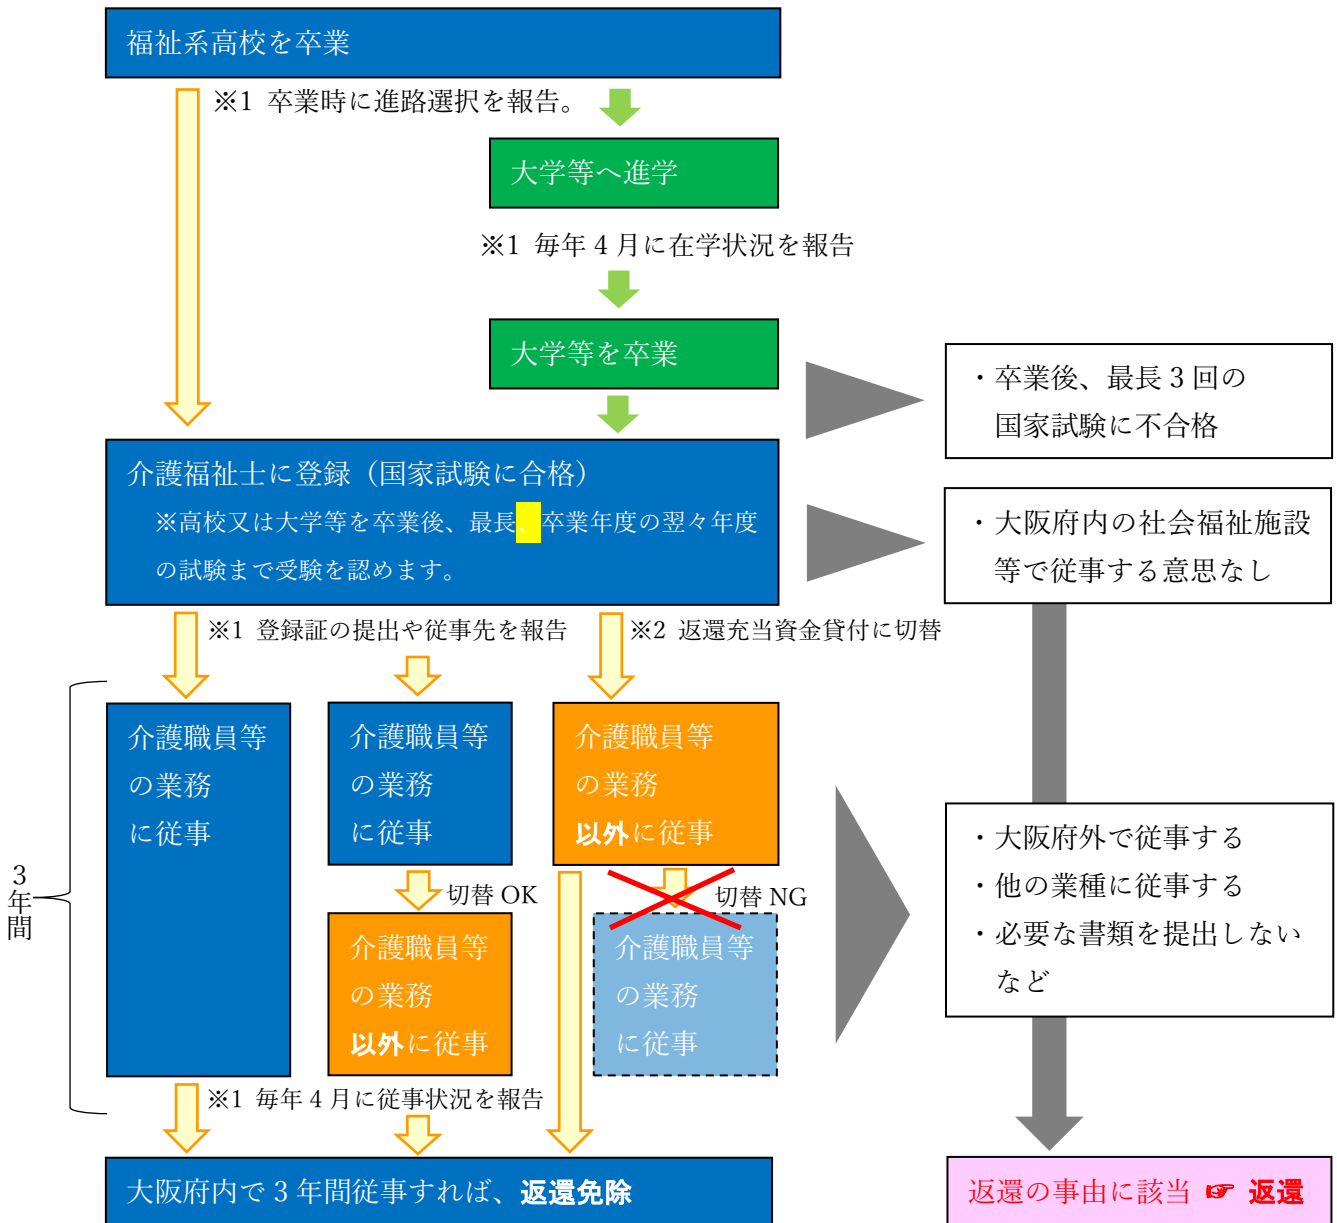 福祉系高校を卒業
※1 卒業時に進路選択を報告。
大学等へ進学
※1 毎年 4 月に在学状況を報告
大学等を卒業
・卒業後、最長 3 回の
国家試験に不合格
介護福祉士に登録（国家試験に合格）
※高校又は大学等を卒業後、最長、卒業年度の翌々年度
の試験まで受験を認めます。
・大阪府内の社会福祉施設
等で従事する意思なし
※1 登録証の提出や従事先を報告
※2 返還充当資金貸付に切替
3年間
介護職員等
の業務
に従事
介護職員等
の業務
に従事
切替 OK
介護職員等
の業務
以外に従事
介護職員等
の業務
以外に従事
切替 NG
介護職員等
の業務
に従事
・大阪府外で従事する
・他の業種に従事する
・必要な書類を提出しない
など
※1 毎年 4 月に従事状況を報告
大阪府内で 3 年間従事すれば、返還免除
返還の事由に該当 ☞ 返還